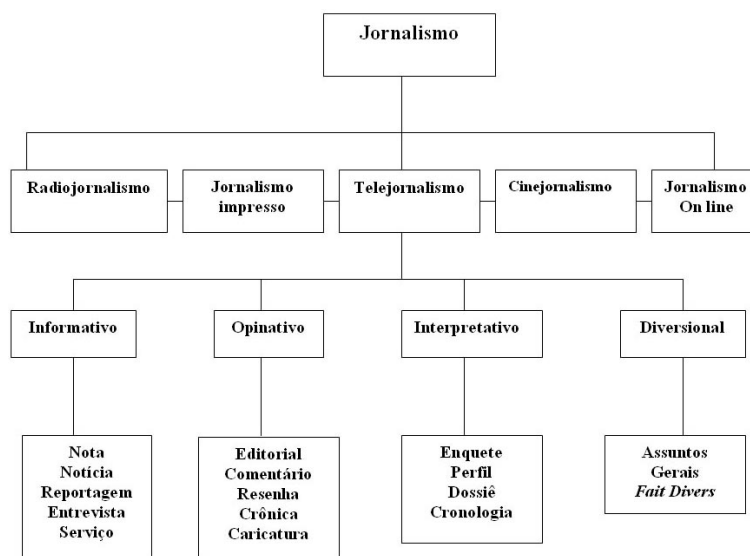 Jornalismo
Radiojornalismo
Jornalismo
impresso
Telejornalismo
Cinejornalismo
Jornalismo
On line
Informativo
Opinativo
Interpretativo
Diversional
Nota
Notícia
Reportagem
Entrevista
Serviço
Editorial
Comentário
Resenha
Crônica
Caricatura
Enquete
Perfil
Dossiê
Cronologia
Assuntos
Gerais
Fait Divers